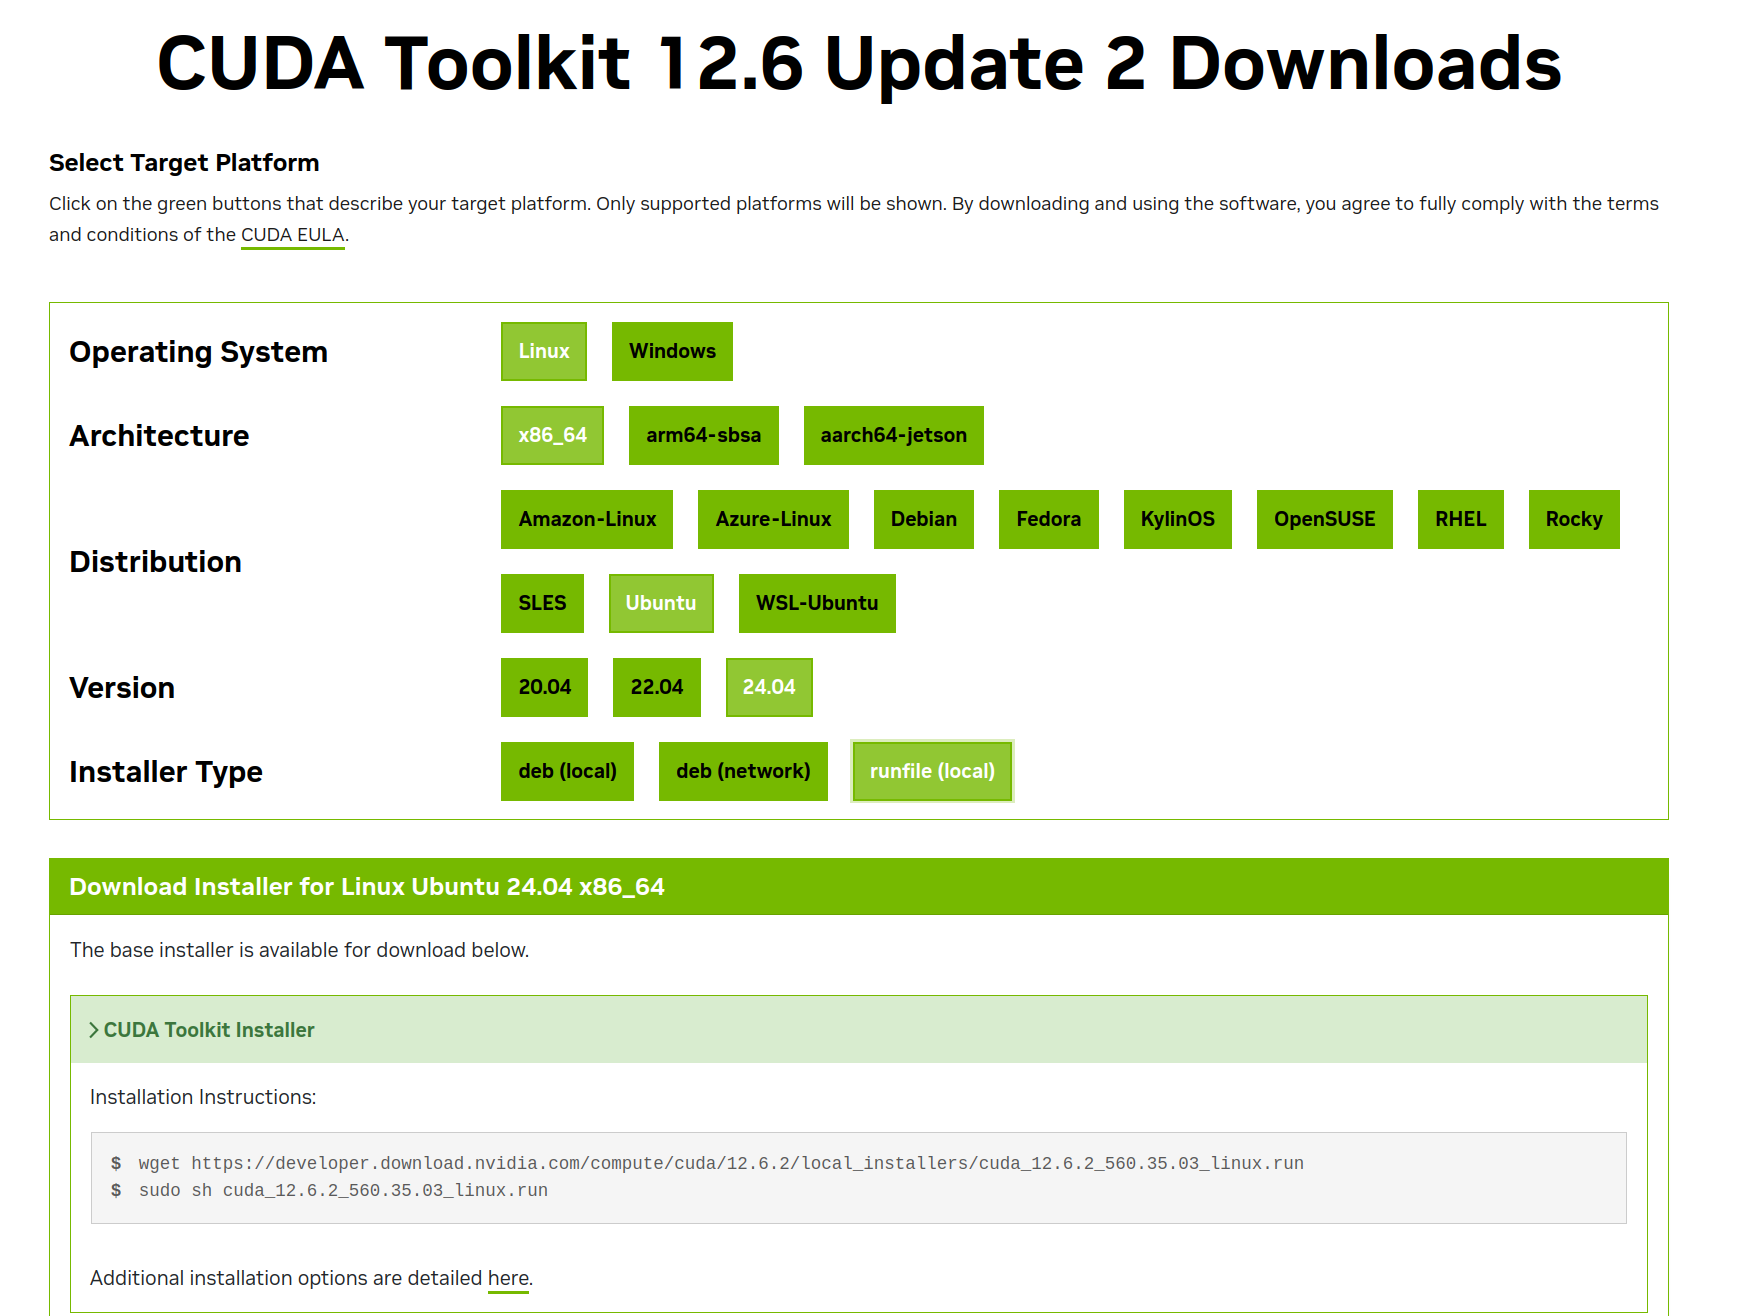 CUDA Toolkit 12.6 Update 2 Downloads
Select Target Platform
Click on the green buttons that describe your target platform. Only supported platforms will be shown. By downloading and using the software, you agree to fully comply with the terms
and conditions of the CUDA EULA.
Operating System
Linux Windows
Architecture
x86_64 arm64-sbsa aarch64-jetson
Distribution
Amazon-Linux Azure-Linux Debian Fedora KylinOS OpenSUSE RHEL Rocky
SLES Ubuntu WSL-Ubuntu
Version
20.04 22.04 24.04
Installer Type
deb (local) deb (network) runfile (local)
Download Installer for Linux Ubuntu 24.04 x86_64
The base installer is available for download below.
CUDA Toolkit Installer
Installation Instructions:
$ wget https://developer.download.nvidia.com/compute/cuda/12.6.2/local_installers/cuda_12.6.2_560.35.03_linux.run
$ sudo sh cuda_12.6.2_560.35.03_linux.run
Additional installation options are detailed here.